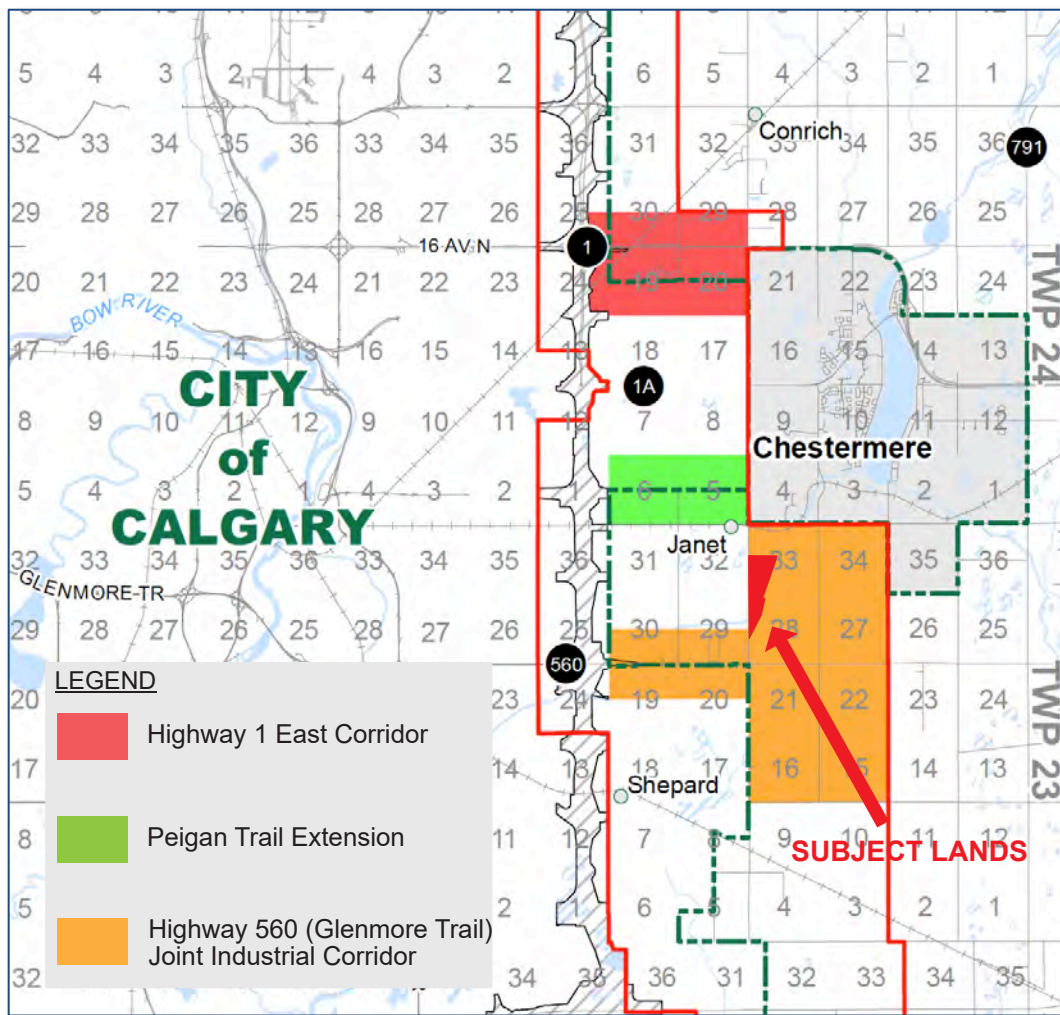 5 4 3 2 1 4 3 2 1 6 5 4 3 2 1
Conrich
32 33 34 35 36 33 34 35 36 31 32 33 34 35 36
791
29 28 27 26 25 28 27 26 25 30 29 28 27 26 25
16 AV N
1
20 21 22 23 24 21 22 23 24 19 20 21 22 23 24
TWP 24
BOW RIVER
17 16 15 14 13 16 15 14 13 18 17 16 15 14 13
CITY
1A
8 9 10 11 12 9 10 11 12 7 8 9 10 11 12
of
Chestermere
5 4 3 2 1 4 3 2 1 6 5 4 3 2 1
CALGARY
Janet
32 33 34 35 36 33 34 35 36 31 32 33 34 35 36
GLENMORE TR
29 28 27 26 25 28 27 26 25 30 29 28 27 26 25
560
20 23 24 19 20 21 22 23 24
TWP 23
17 14 13 18 17 16 15 14 13
Shepard
8 11 12 7 8 9 10 11 12
SUBJECT LANDS
5 2 1 6 5 4 3 2 1
32 34 35 36 31 32 33 34 35
LEGEND
Highway 1 East Corridor
Peigan Trail Extension
Highway 560 (Glenmore Trail)
Joint Industrial Corridor